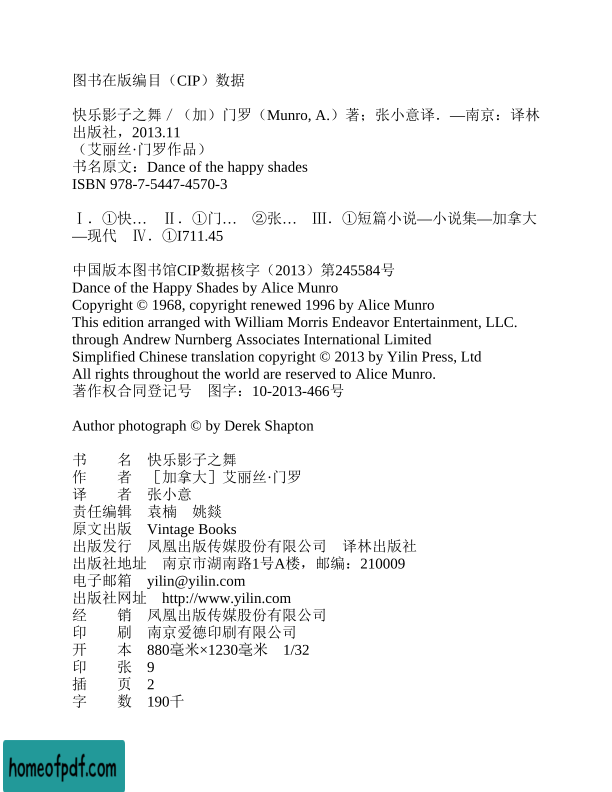 图书在版编目（CIP）数据
快乐影子之舞／（加）门罗（Munro, A.）著；张小意译．—南京：译林
出版社，2013.11
（艾丽丝·门罗作品）
书名原文：Dance of the happy shades
ISBN 978-7-5447-4570-3
Ⅰ．①快… Ⅱ．①门… ②张… Ⅲ．①短篇小说—小说集—加拿大
—现代 Ⅳ．①I711.45
中国版本图书馆CIP数据核字（2013）第245584号
Dance of the Happy Shades by Alice Munro
Copyright © 1968, copyright renewed 1996 by Alice Munro
This edition arranged with William Morris Endeavor Entertainment, LLC.
through Andrew Nurnberg Associates International Limited
Simplified Chinese translation copyright © 2013 by Yilin Press, Ltd
All rights throughout the world are reserved to Alice Munro.
著作权合同登记号 图字：10-2013-466号
Author photograph © by Derek Shapton
书 名 快乐影子之舞
作 者 ［加拿大］艾丽丝·门罗
译 者 张小意
责任编辑 袁楠 姚燚
原文出版 Vintage Books
出版发行 凤凰出版传媒股份有限公司 译林出版社
出版社地址 南京市湖南路1号A楼，邮编：210009
电子邮箱 yilin@yilin.com
出版社网址 http://www.yilin.com
经 销 凤凰出版传媒股份有限公司
印 刷 南京爱德印刷有限公司
开 本 880毫米×1230毫米 1/32
印 张 9
插 页 2
字 数 190千
homeofpdf.com